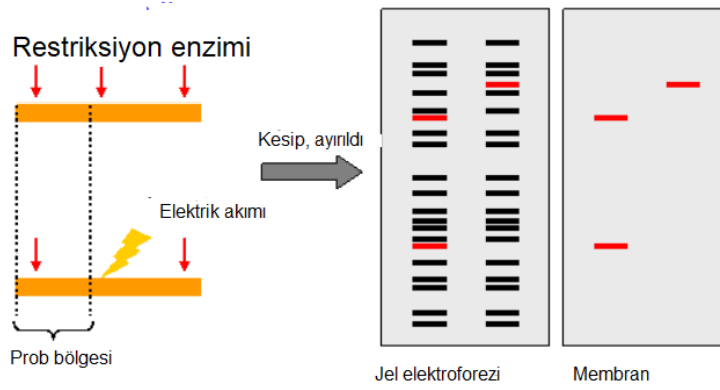 Restriksiyon enzimi
Kesip, ayırıldı
Elektrik akımı
Prob bölgesi
Jel elektroforezi
Membran